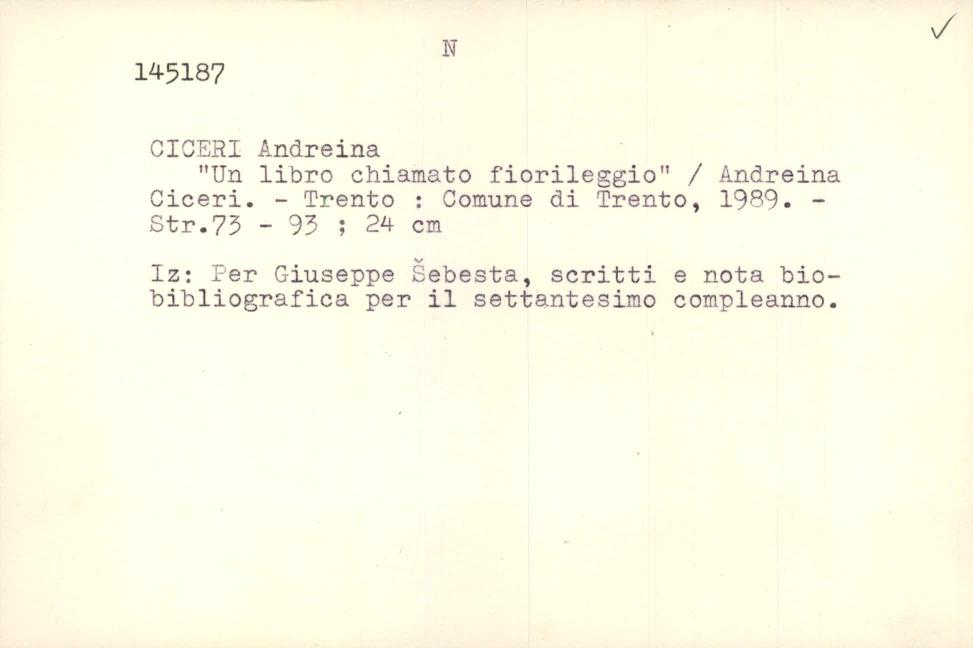 N
145187
CICERI Andreina
"Un libro chiamato fiorileggio" / Andreina
Ciceri. - Trento : Comune di Trento, 1989. -
Str.73 - 93 ; 24 cm
Iz: Per Giuseppe Šebesta, scritti e nota bio-
bibliografica per il settantesimo compleanno.